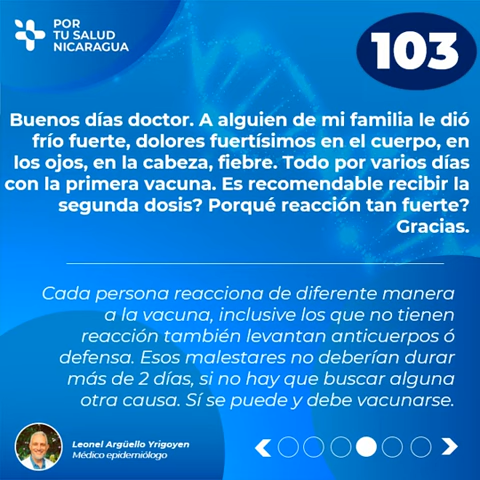 POR
TU SALUD
NICARAGUA
103
Buenos días doctor. A alguien de mi familia le dió
frío fuerte, dolores fuertísimos en el cuerpo, en
los ojos, en la cabeza, fiebre. Todo por varios días
con la primera vacuna. Es recomendable recibir la
segunda dosis? Porqué reacción tan fuerte?
Gracias.
Cada persona reacciona de diferente manera
a la vacuna, inclusive los que no tienen
reacción también levantan anticuerpos ó
defensa. Esos malestares no deberían durar
más de 2 días, si no hay que buscar alguna
otra causa. Sí se puede y debe vacunarse.
Leonel Argüello Yrigoyen
Médico epidemiólogo